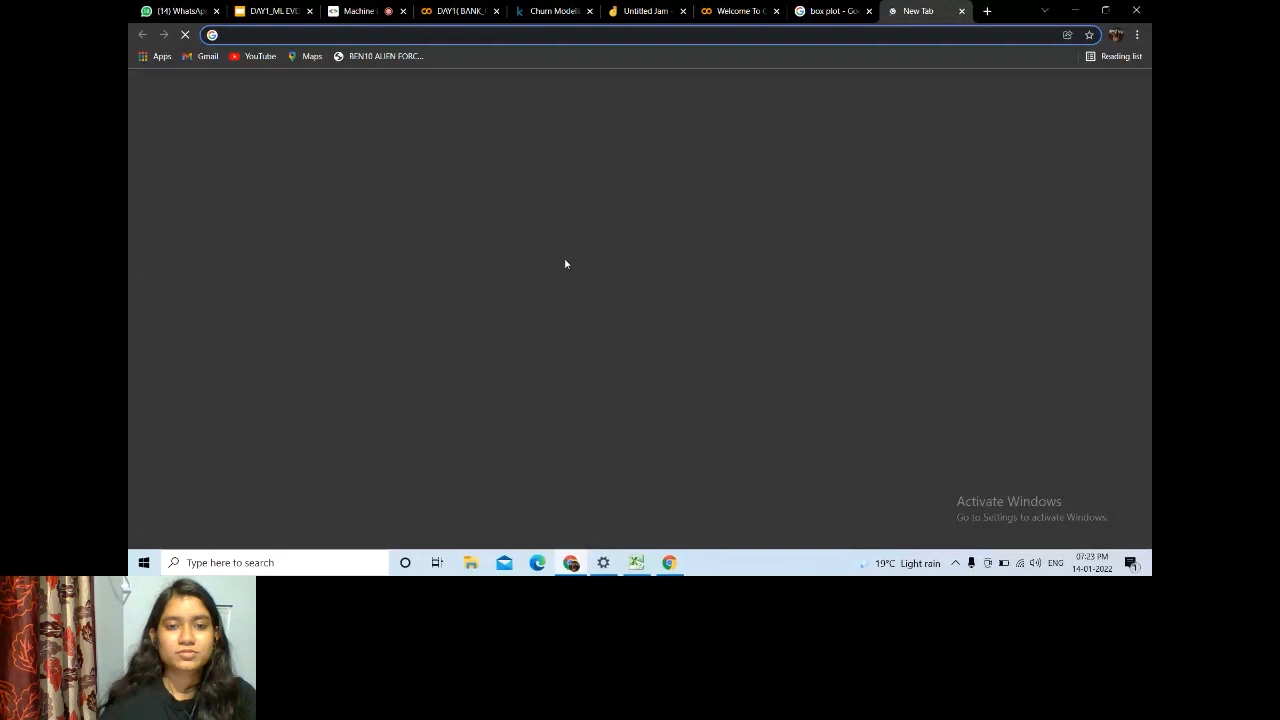 (14) WhatsApp
DAY1_ML EVE
Machine
DAY1( BANK_
Churn Modelli
Untitled Jam -
Welcome To C
box plot - Goo
New Tab
Apps
Gmail
YouTube
Maps
BEN10 ALIEN FORC...
Reading list
Activate Windows
Go to Settings to activate Windows.
Type here to search
19°C Light rain
ENG
07:23 PM
14-01-2022